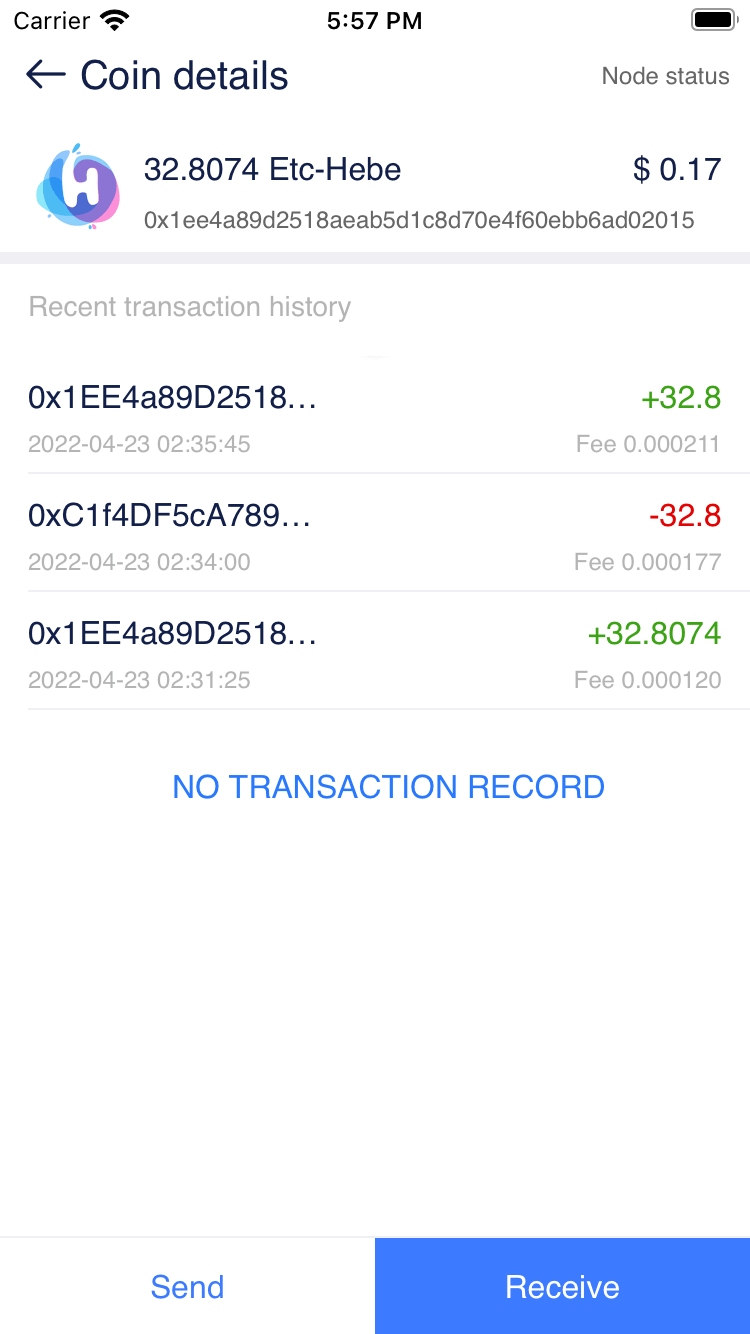 Carrier 5:57 PM
Coin details Node status
H
32.8074 Etc-Hebe $ 0.17
0x1ee4a89d2518aeab5d1c8d70e4f60ebb6ad02015
Recent transaction history
0x1EE4a89D2518... +32.8
2022-04-23 02:35:45 Fee 0.000211
0xC1f4DF5cA789... -32.8
2022-04-23 02:34:00 Fee 0.000177
0x1EE4a89D2518... +32.8074
2022-04-23 02:31:25 Fee 0.000120
NO TRANSACTION RECORD
Send Receive